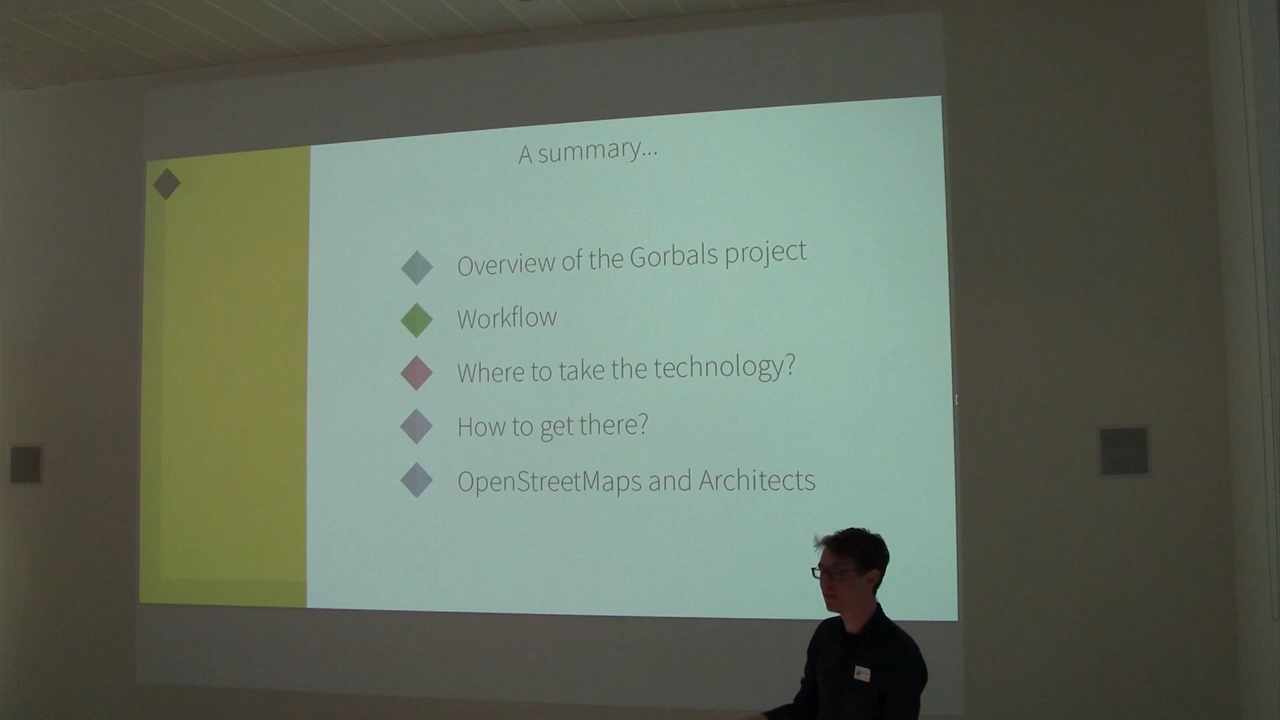 A summary...
Overview of the Gorbals project
Workflow
Where to take the technology?
How to get there?
OpenStreetMaps and Architects